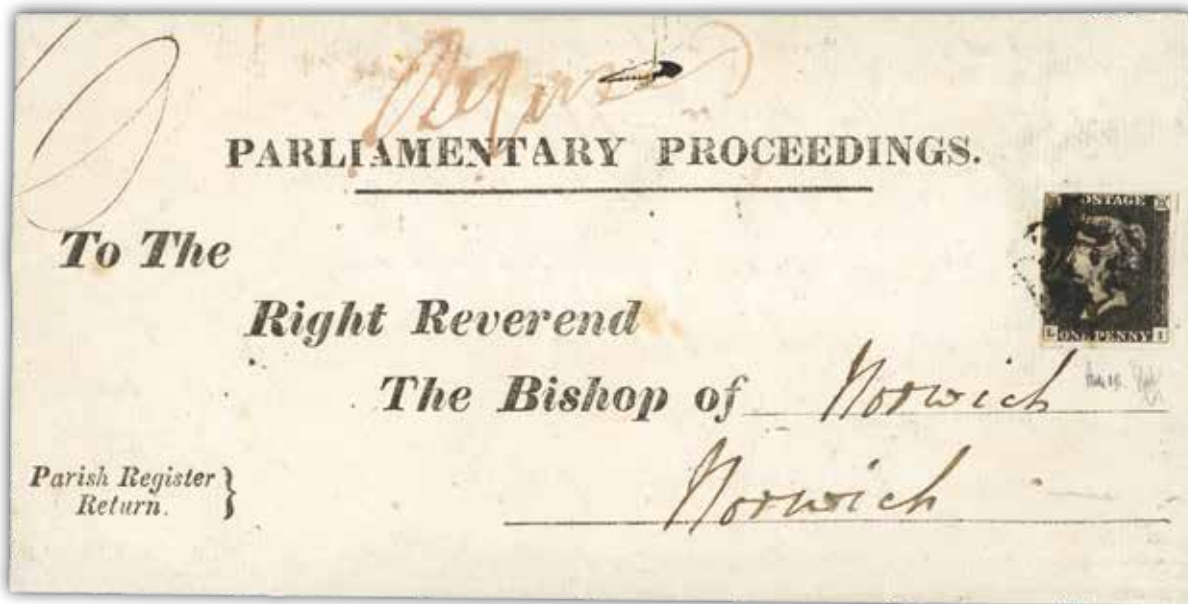 PARLIAMENTARY PROCEEDINGS.
POSTAGE
To The
Right Reverend
ONE PENNY
The Bishop of Norwich
Parish Register
Return.
Norwich